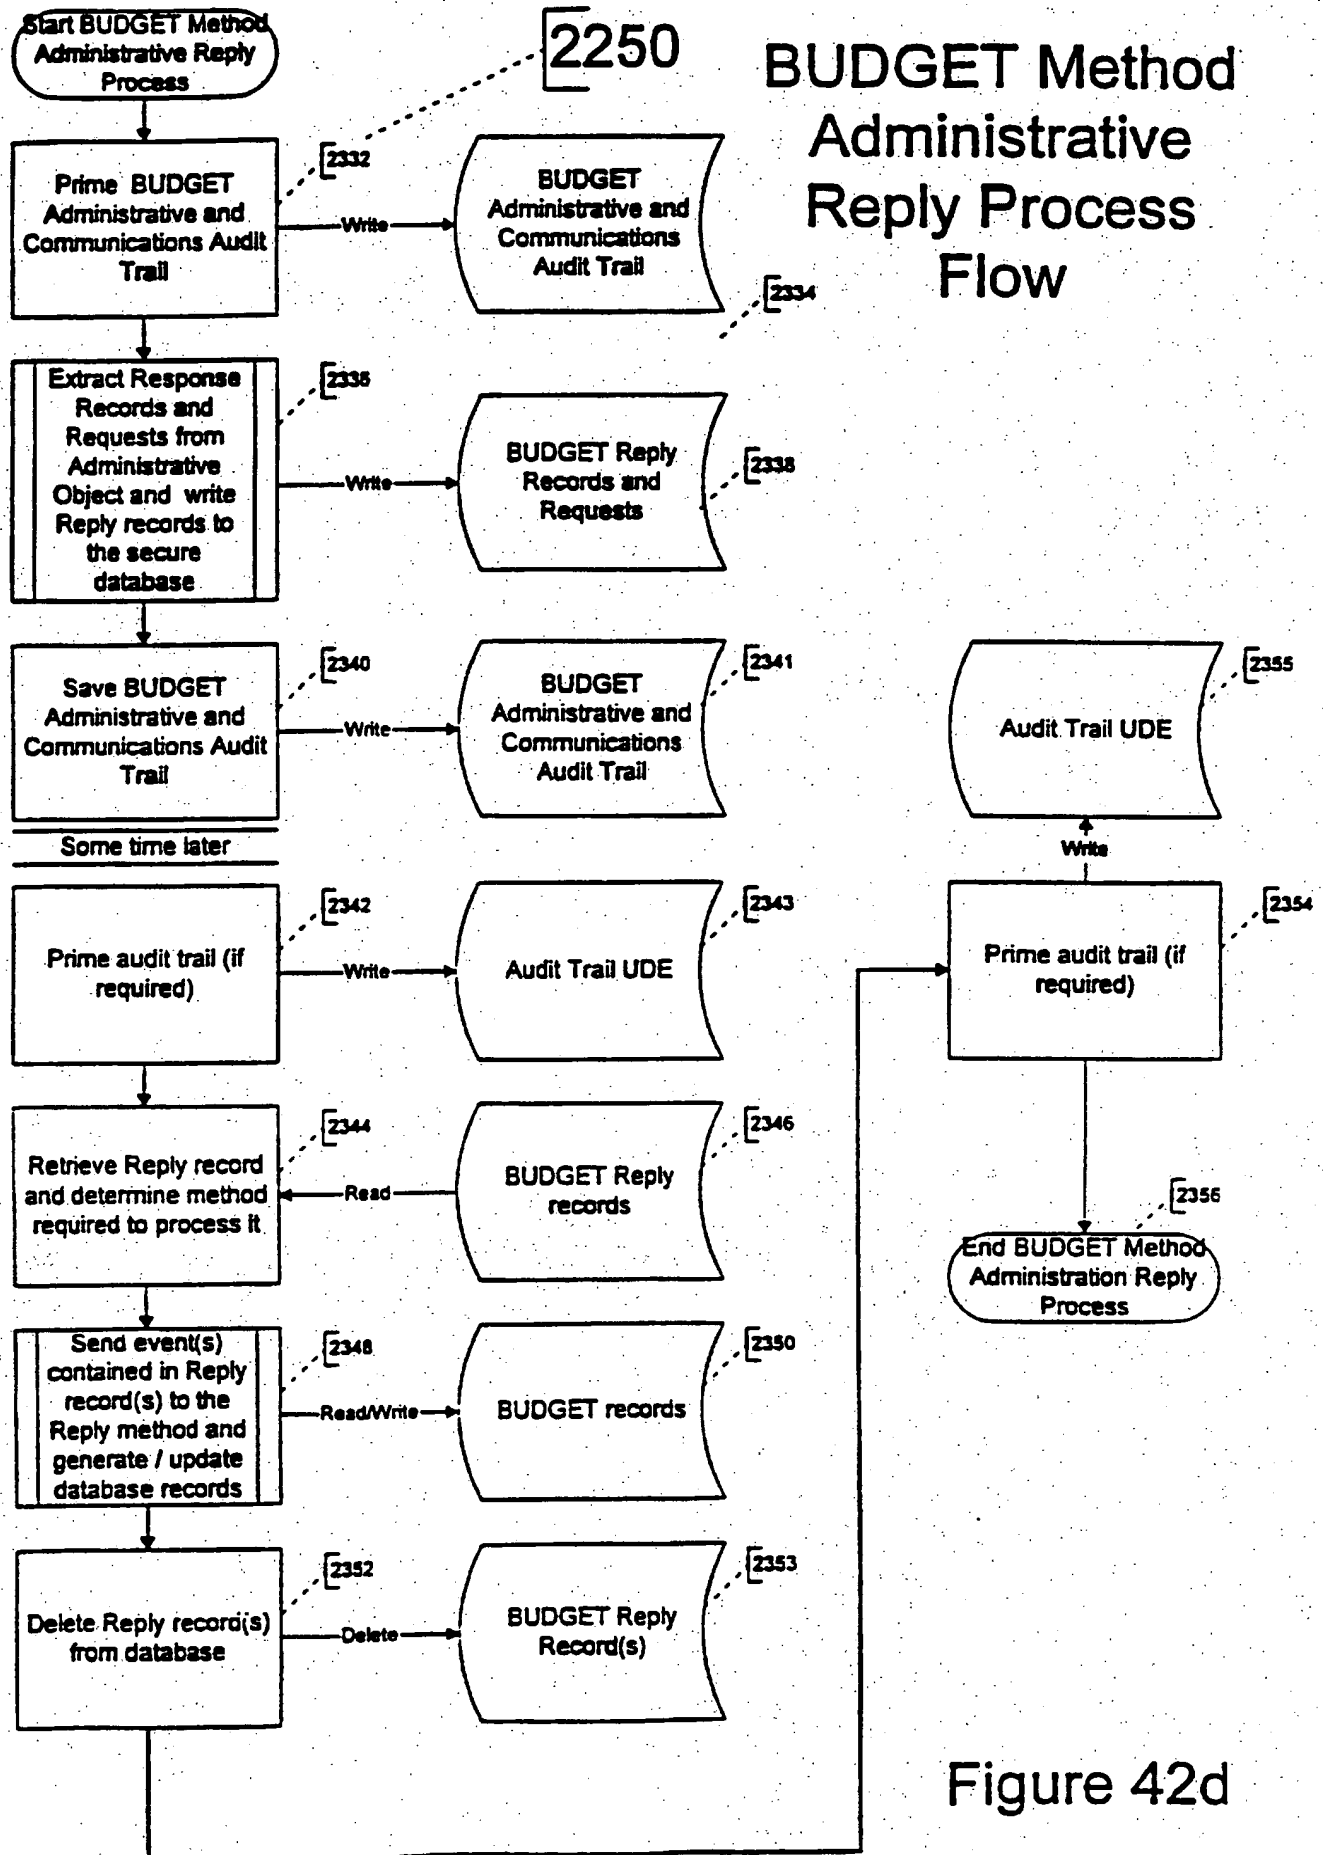 Start BUDGET Method
Administrative Reply
Process
2250
BUDGET Method
Administrative
Reply Process
Flow
Prime BUDGET
Administrative and
Communications Audit
Trail
2332
Write
BUDGET
Administrative and
Communications
Audit Trail
2334
Extract Response
Records and
Requests from
Administrative
Object and write
Reply records to
the secure
database
2336
Write
BUDGET Reply
Records and
Requests
2338
Save BUDGET
Administrative and
Communications Audit
Trail
2340
Write
BUDGET
Administrative and
Communications
Audit Trail
2341
Some time later
Prime audit trail (if
required)
2342
Write
Audit Trail UDE
2343
Retrieve Reply record
and determine method
required to process it
2344
Read
BUDGET Reply
records
2346
Send event(s)
contained in Reply
record(s) to the
Reply method and
generate / update
database records
2348
Read/Write
BUDGET records
2350
Delete Reply record(s)
from database
2352
Delete
BUDGET Reply
Record(s)
2353
Audit Trail UDE
2355
Write
Prime audit trail (if
required)
2354
2356
End BUDGET Method
Administration Reply
Process
Figure 42d